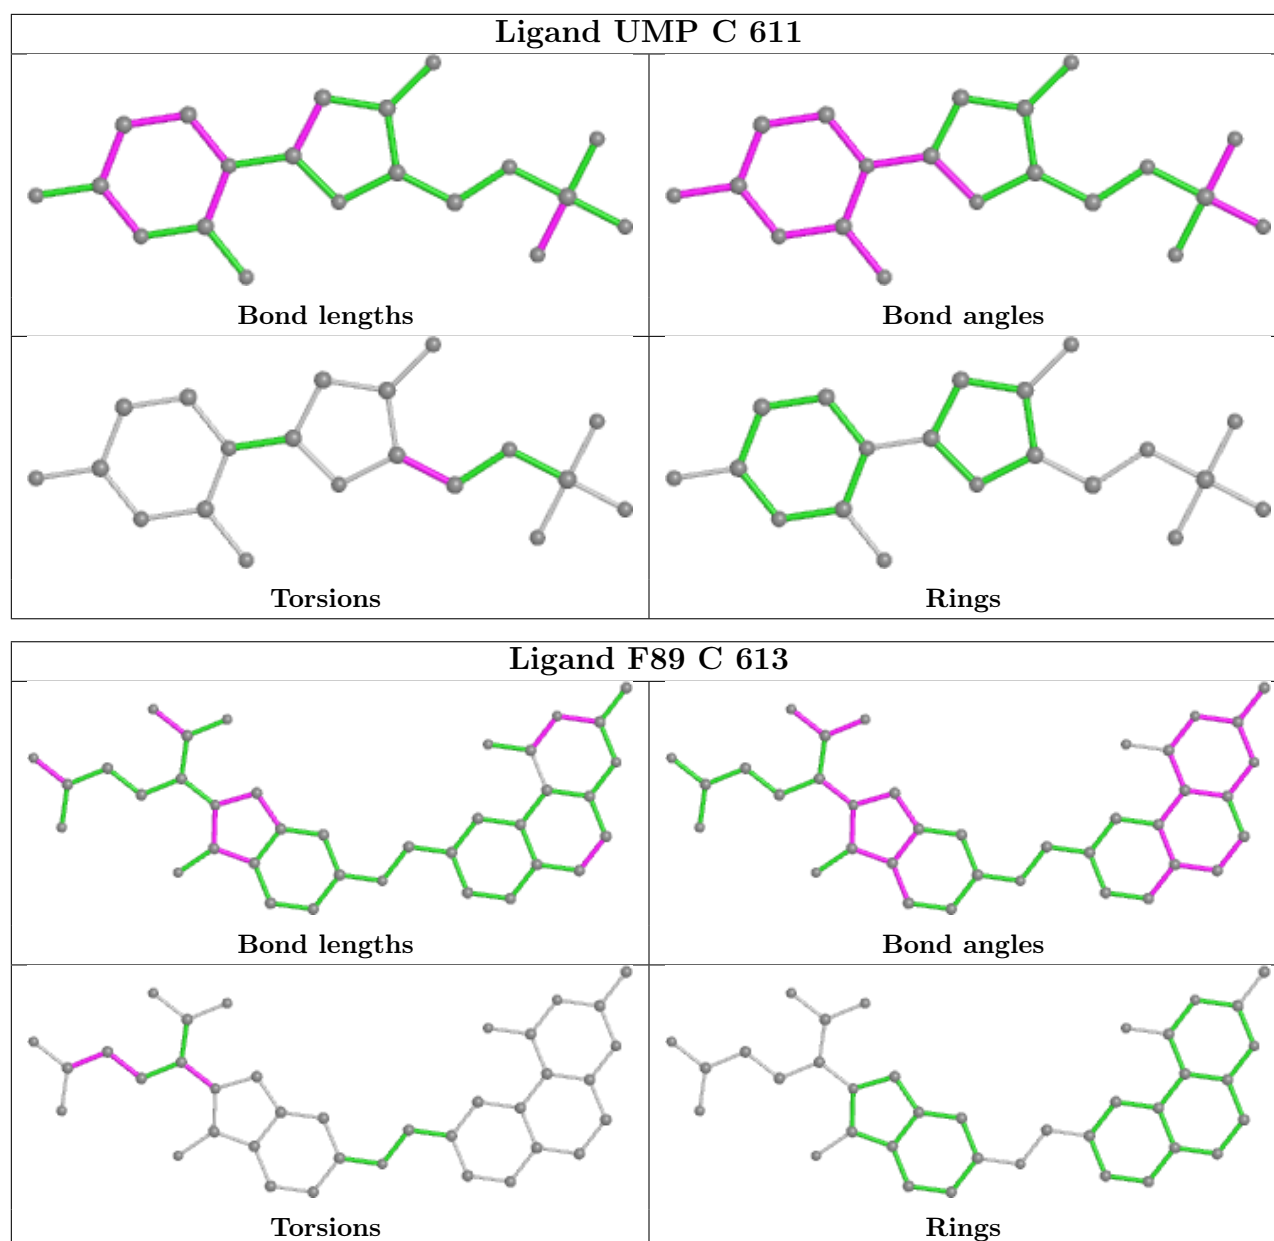 Ligand UMP C 611
Bond lengths
Bond angles
Torsions
Rings
Ligand F89 C 613
Bond lengths
Bond angles
Torsions
Rings